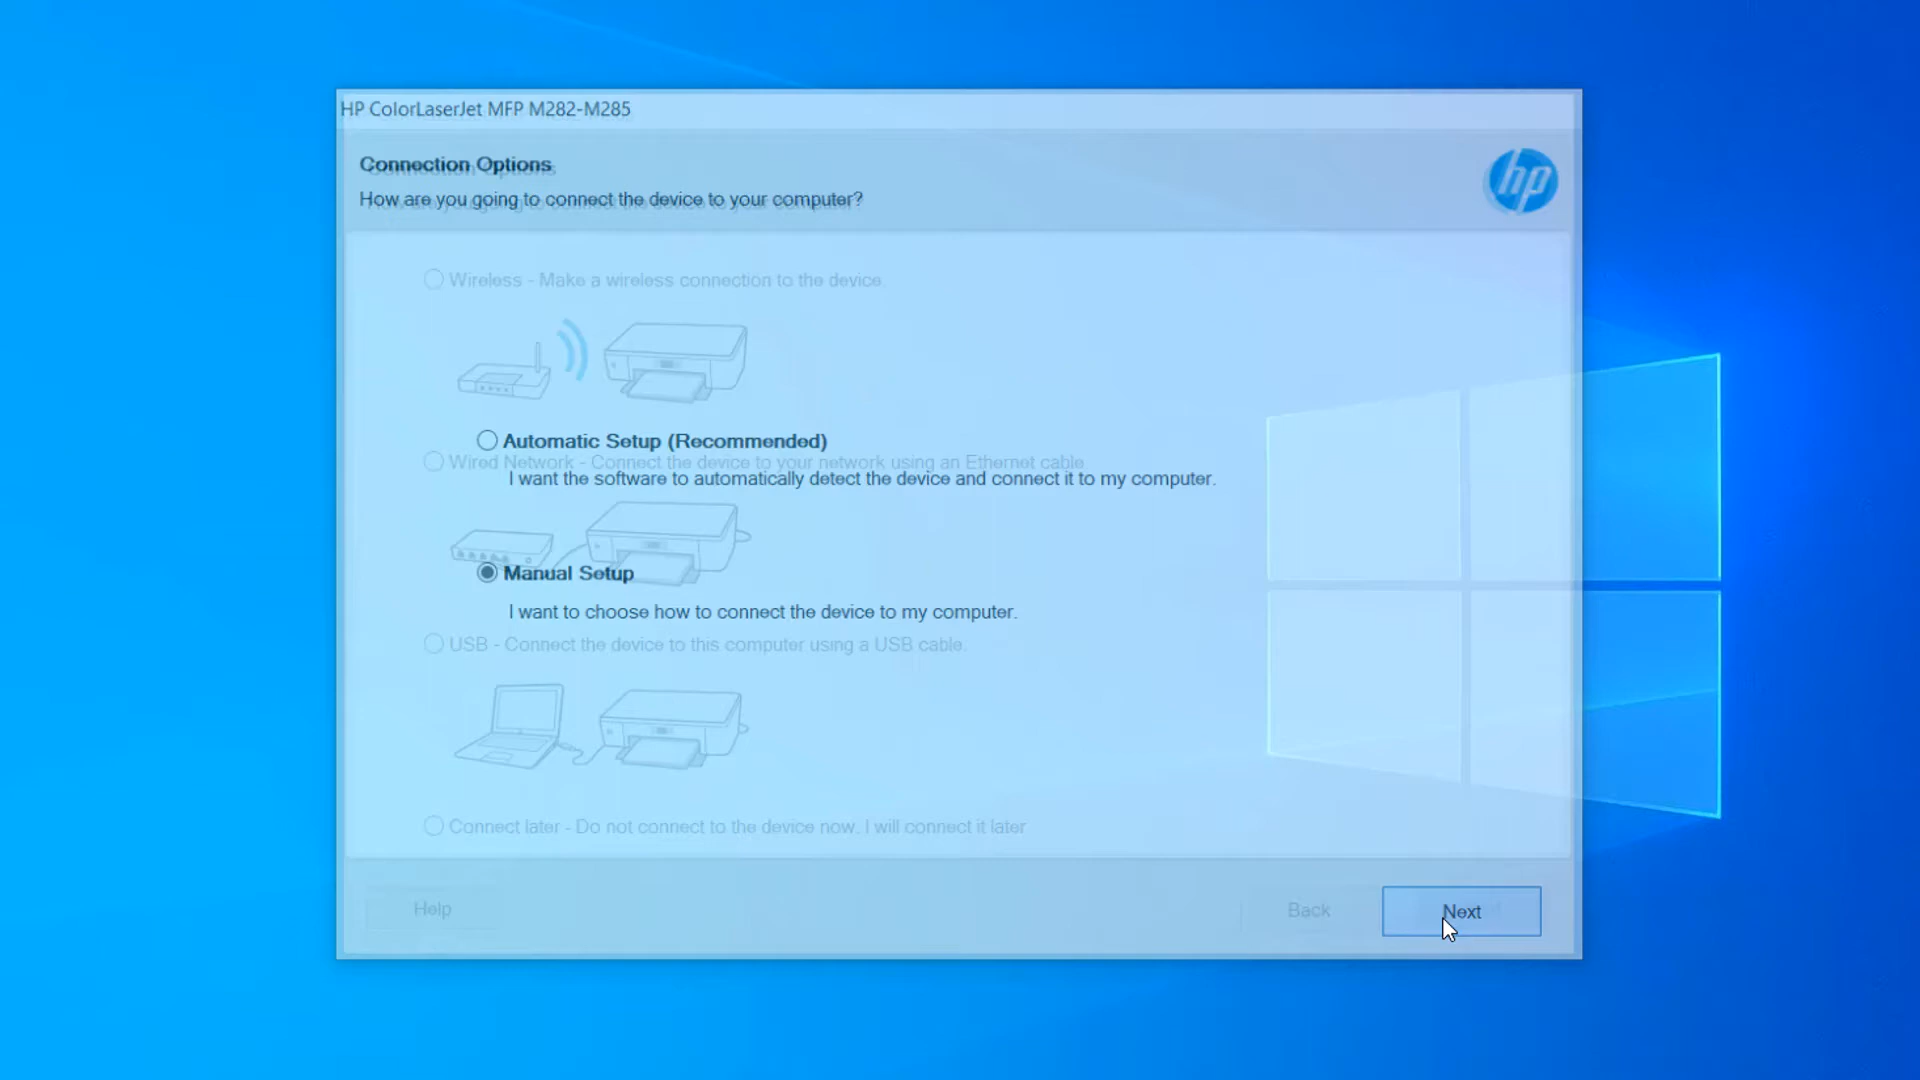 HP ColorLaserJet MFP M282-M285
Connection Options
How are you going to connect the device to your computer?
hp
Wireless - Make a wireless connection to the device.
Automatic Setup (Recommended)
Wired Network - Connect the device to your network using an Ethernet cable.
I want the software to automatically detect the device and connect it to my computer.
Manual Setup
I want to choose how to connect the device to my computer.
USB - Connect the device to this computer using a USB cable.
Connect later - Do not connect to the device now. I will connect it later
Help
Back
Next